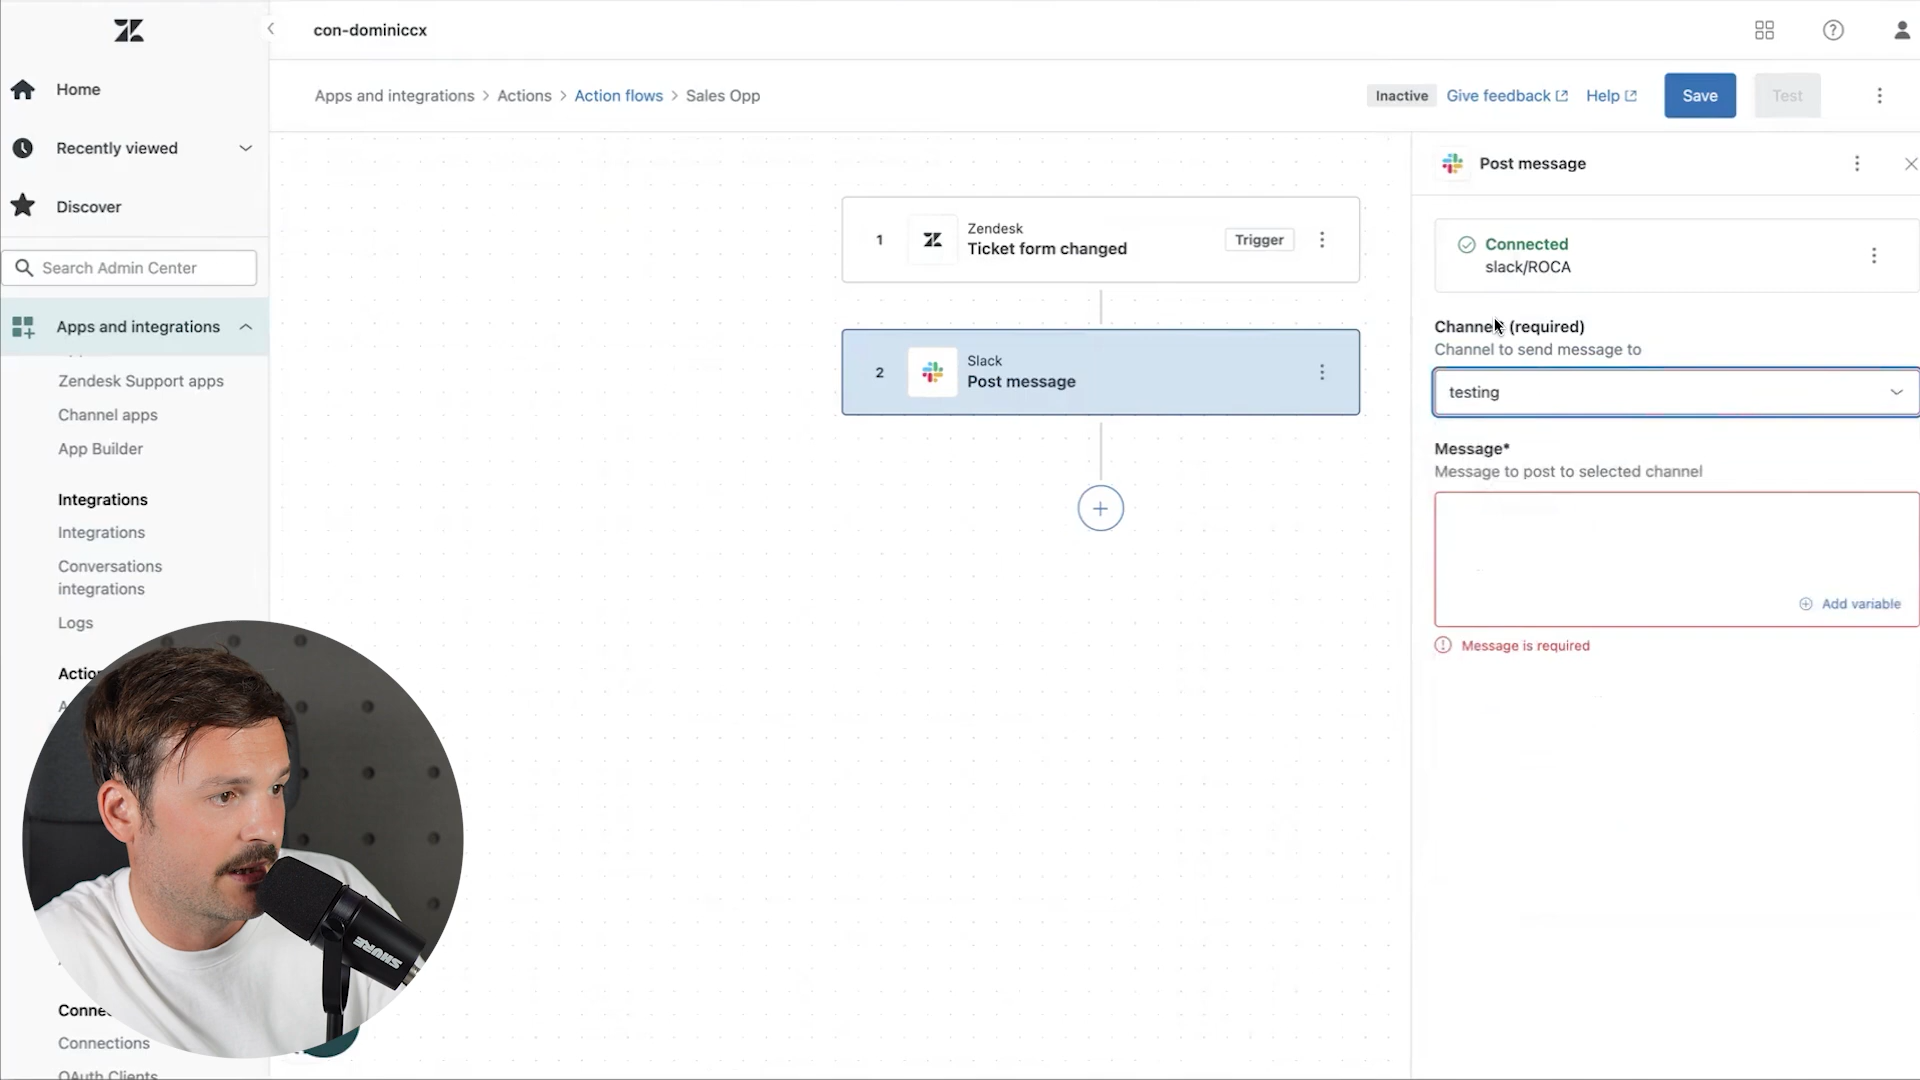 con-dominiccx
Home
Recently viewed
Discover
Search Admin Center
Apps and integrations
Zendesk Support apps
Channel apps
App Builder
Integrations
Integrations
Conversations
integrations
Logs
Connections
OAuth Clients
Apps and integrations > Actions > Action flows > Sales Opp
Inactive
Give feedback
Help
Save
Test
1
Zendesk
Ticket form changed
Trigger
2
Slack
Post message
Post message
Connected
slack/ROCA
(required)
Channel to send message to
testing
Message*
Message to post to selected channel
Add variable
Message is required
SHURE